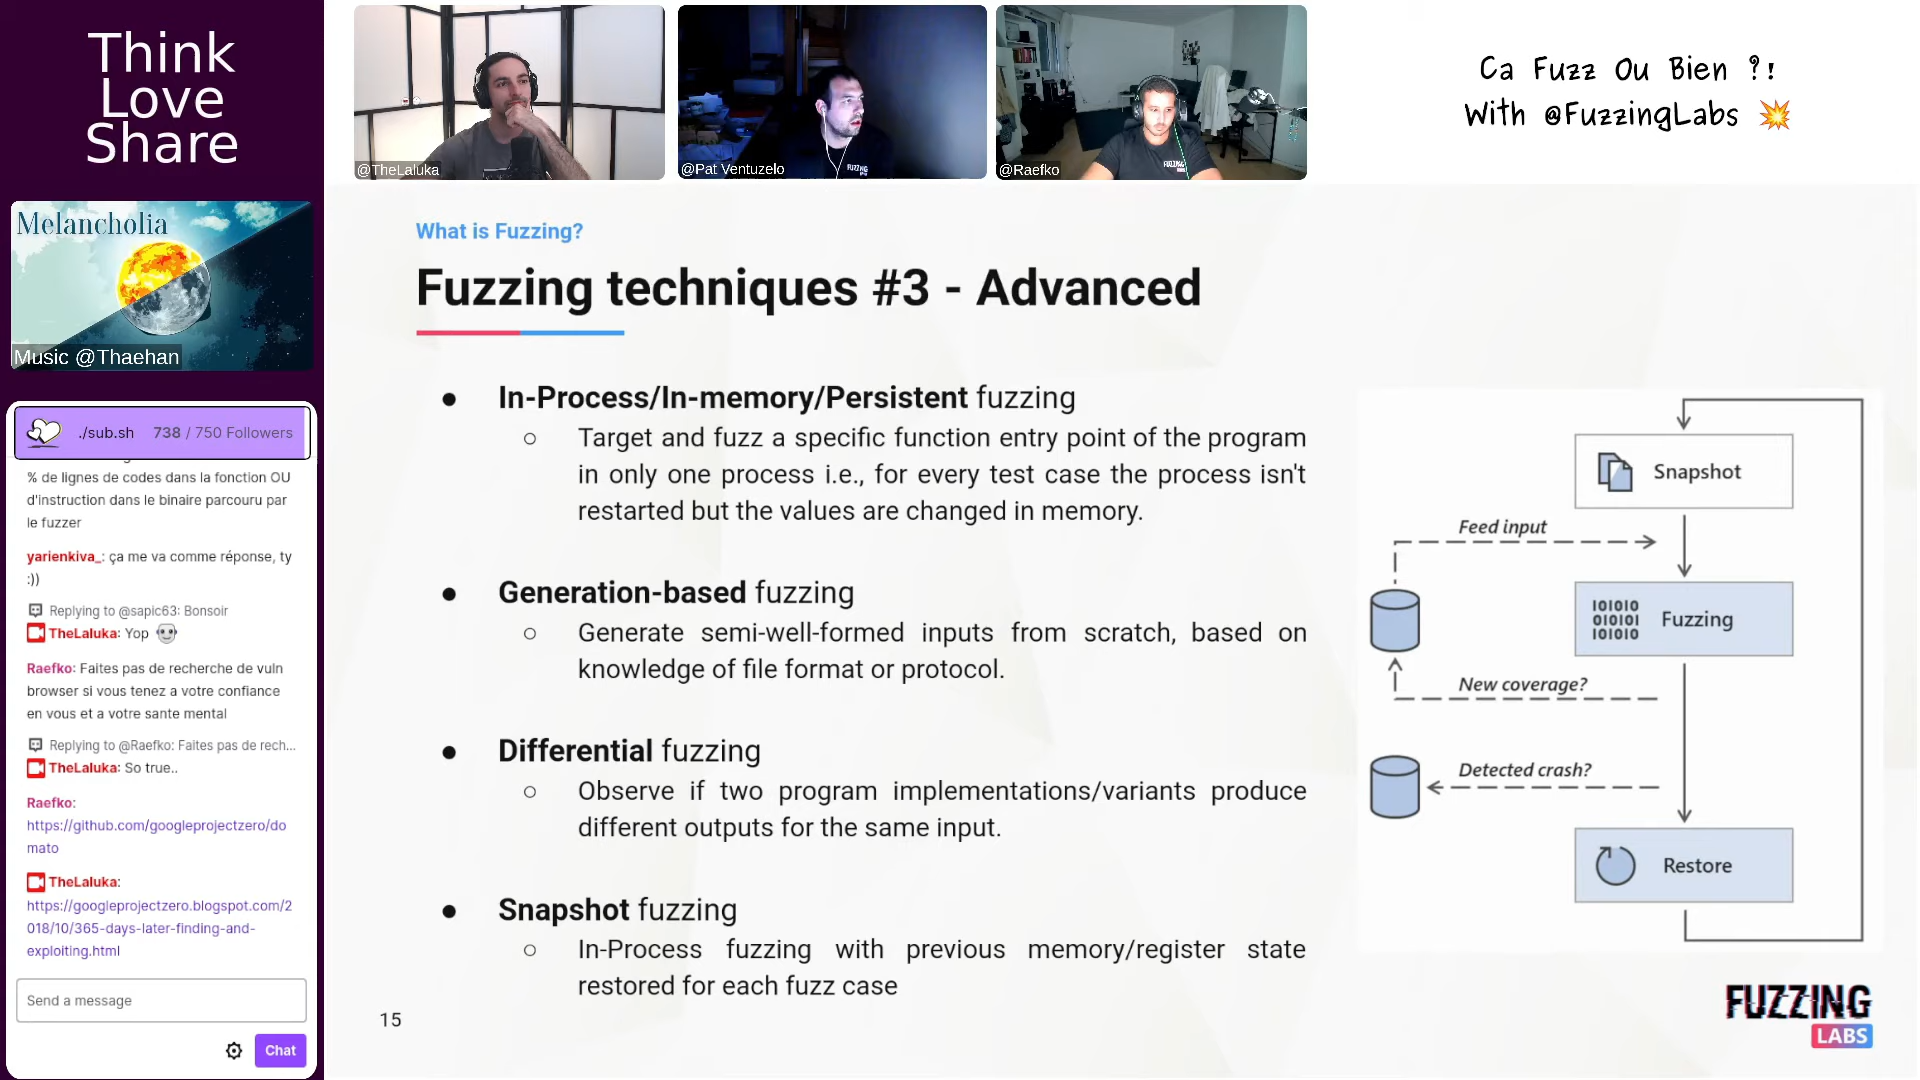 Think
Love
Share
Melancholia
Music @Thaehan
./sub.sh 738 / 750 Followers
% de lignes de codes dans la fonction OU
d'instruction dans le binaire parcouru par
le fuzzer
yarienkiva_: ça me va comme réponse, ty
:))
Replying to @sapic63: Bonsoir
TheLaluka: Yop
Raefko: Faites pas de recherche de vuln
browser si vous tenez a votre confiance
en vous et a votre sante mental
Replying to @Raefko: Faites pas de rech...
TheLaluka: So true..
Raefko:
https://github.com/googleprojectzero/do
mato
TheLaluka:
https://googleprojectzero.blogspot.com/2
018/10/365-days-later-finding-and-
exploiting.html
Send a message
Chat
@TheLaluka
@Pat Ventuzelo
@Raefko
FUZZING
LABS
Ca Fuzz Ou Bien ?!
With @FuzzingLabs 💥
What is Fuzzing?
Fuzzing techniques #3 - Advanced
● In-Process/In-memory/Persistent fuzzing
○ Target and fuzz a specific function entry point of the program
in only one process i.e., for every test case the process isn't
restarted but the values are changed in memory.
● Generation-based fuzzing
○ Generate semi-well-formed inputs from scratch, based on
knowledge of file format or protocol.
● Differential fuzzing
○ Observe if two program implementations/variants produce
different outputs for the same input.
● Snapshot fuzzing
○ In-Process fuzzing with previous memory/register state
restored for each fuzz case
15
Snapshot
Feed input
101010
010101
101010
Fuzzing
New coverage?
Detected crash?
Restore
FUZZING
LABS